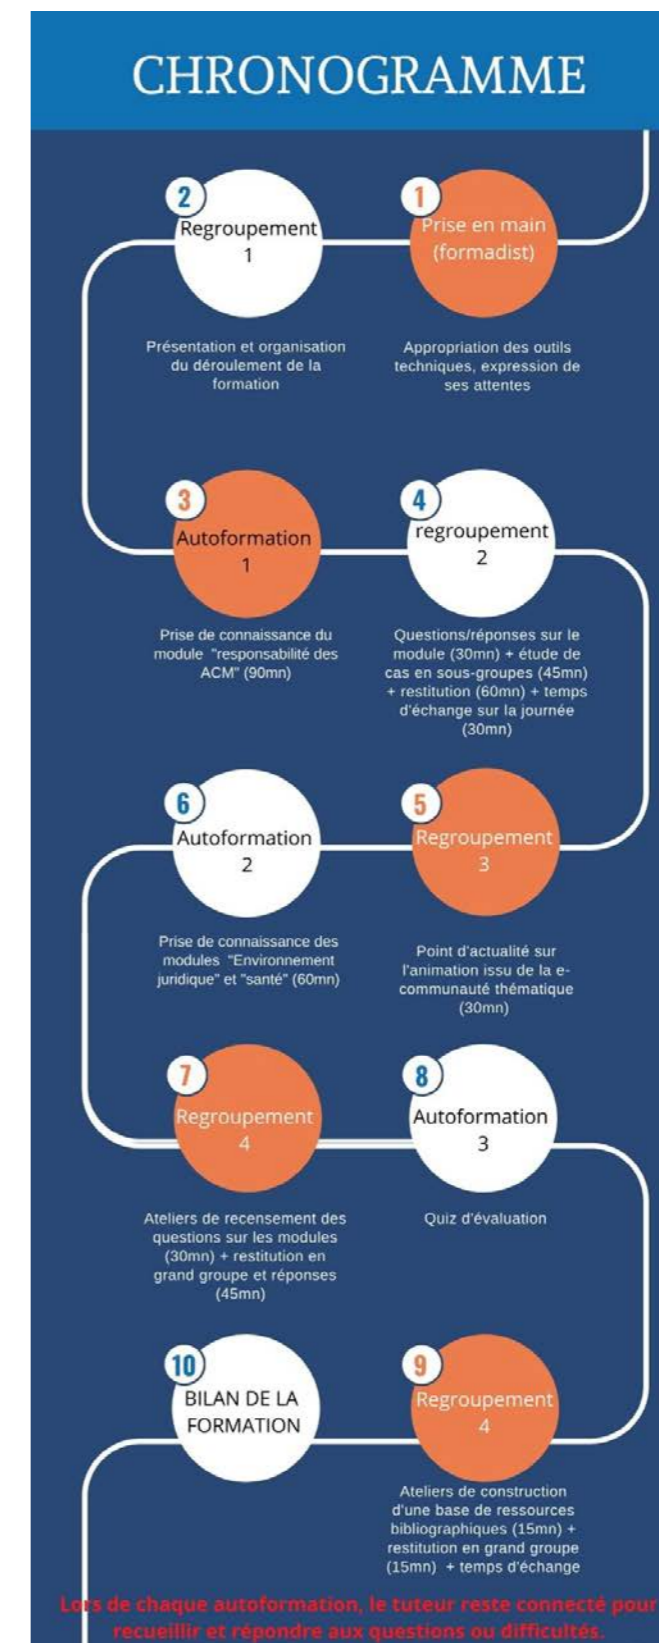 CHRONOGRAMME
1
Prise en main
(formadist)
Appropriation des outils
techniques, expression de
ses attentes
2
Regroupement
1
Présentation et organisation
du déroulement de la
formation
3
Autoformation
1
Prise de connaissance du
module "responsabilité des
ACM" (90mn)
4
regroupement
2
Questions/réponses sur le
module (30mn) + étude de
cas en sous-groupes (45mn)
+ restitution (60mn) + temps
d'échange sur la journée
(30mn)
5
Regroupement
3
Point d'actualité sur
l'animation issu de la e-
communauté thématique
(30mn)
6
Autoformation
2
Prise de connaissance des
modules "Environnement
juridique" et "santé" (60mn)
7
Regroupement
4
Ateliers de recensement des
questions sur les modules
(30mn) + restitution en
grand groupe et réponses
(45mn)
8
Autoformation
3
Quiz d'évaluation
9
Regroupement
4
Ateliers de construction
d'une base de ressources
bibliographiques (15mn) +
restitution en grand groupe
(15mn) + temps d'échange
10
BILAN DE LA
FORMATION
Lors de chaque autoformation, le tuteur reste connecté pour
recueillir et répondre aux questions ou difficultés.